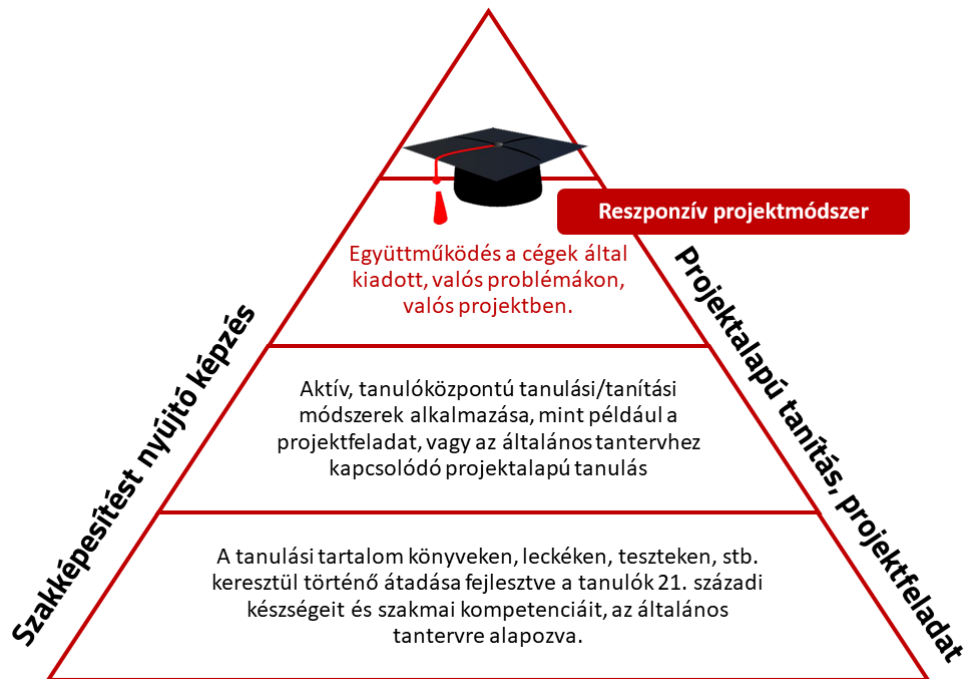 Reszponzív projektmódszer
Együttműködés a cégek által
kiadott, valós problémákon,
valós projektben.
Szakképesítést nyújtó képzés
Projektalapú tanítás, projektfeladat
Aktív, tanulóközpontú tanulási/tanítási
módszerek alkalmazása, mint például a
projektfeladat, vagy az általános tantervhez
kapcsolódó projektalapú tanulás
A tanulási tartalom könyveken, leckéken, teszteken, stb.
keresztül történő átadása fejlesztve a tanulók 21. századi
készségeit és szakmai kompetenciáit, az általános
tantervre alapozva.